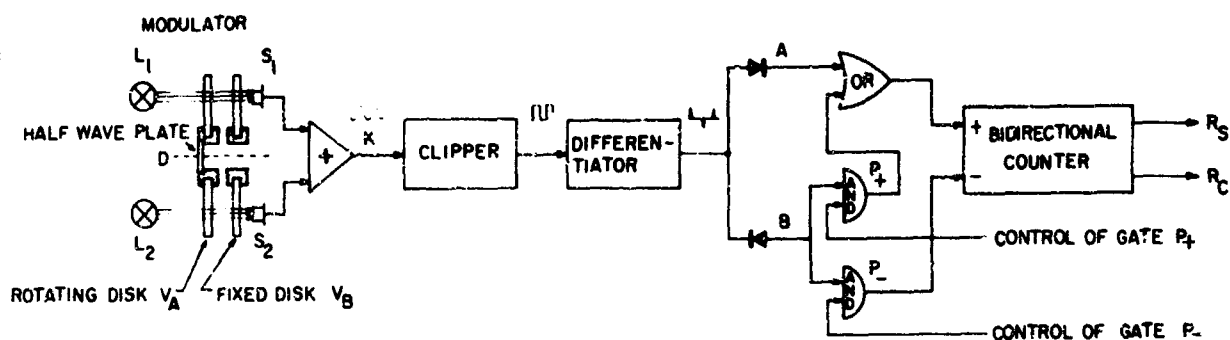 MODULATOR
L1
S1
HALF WAVE PLATE
D
L2
S2
ROTATING DISK VA
FIXED DISK VB
+
X
CLIPPER
DIFFEREN-
TIATOR
A
B
OR
P+
AND
P-
AND
+
-
BIDIRECTIONAL
COUNTER
RS
RC
CONTROL OF GATE P+
CONTROL OF GATE P-